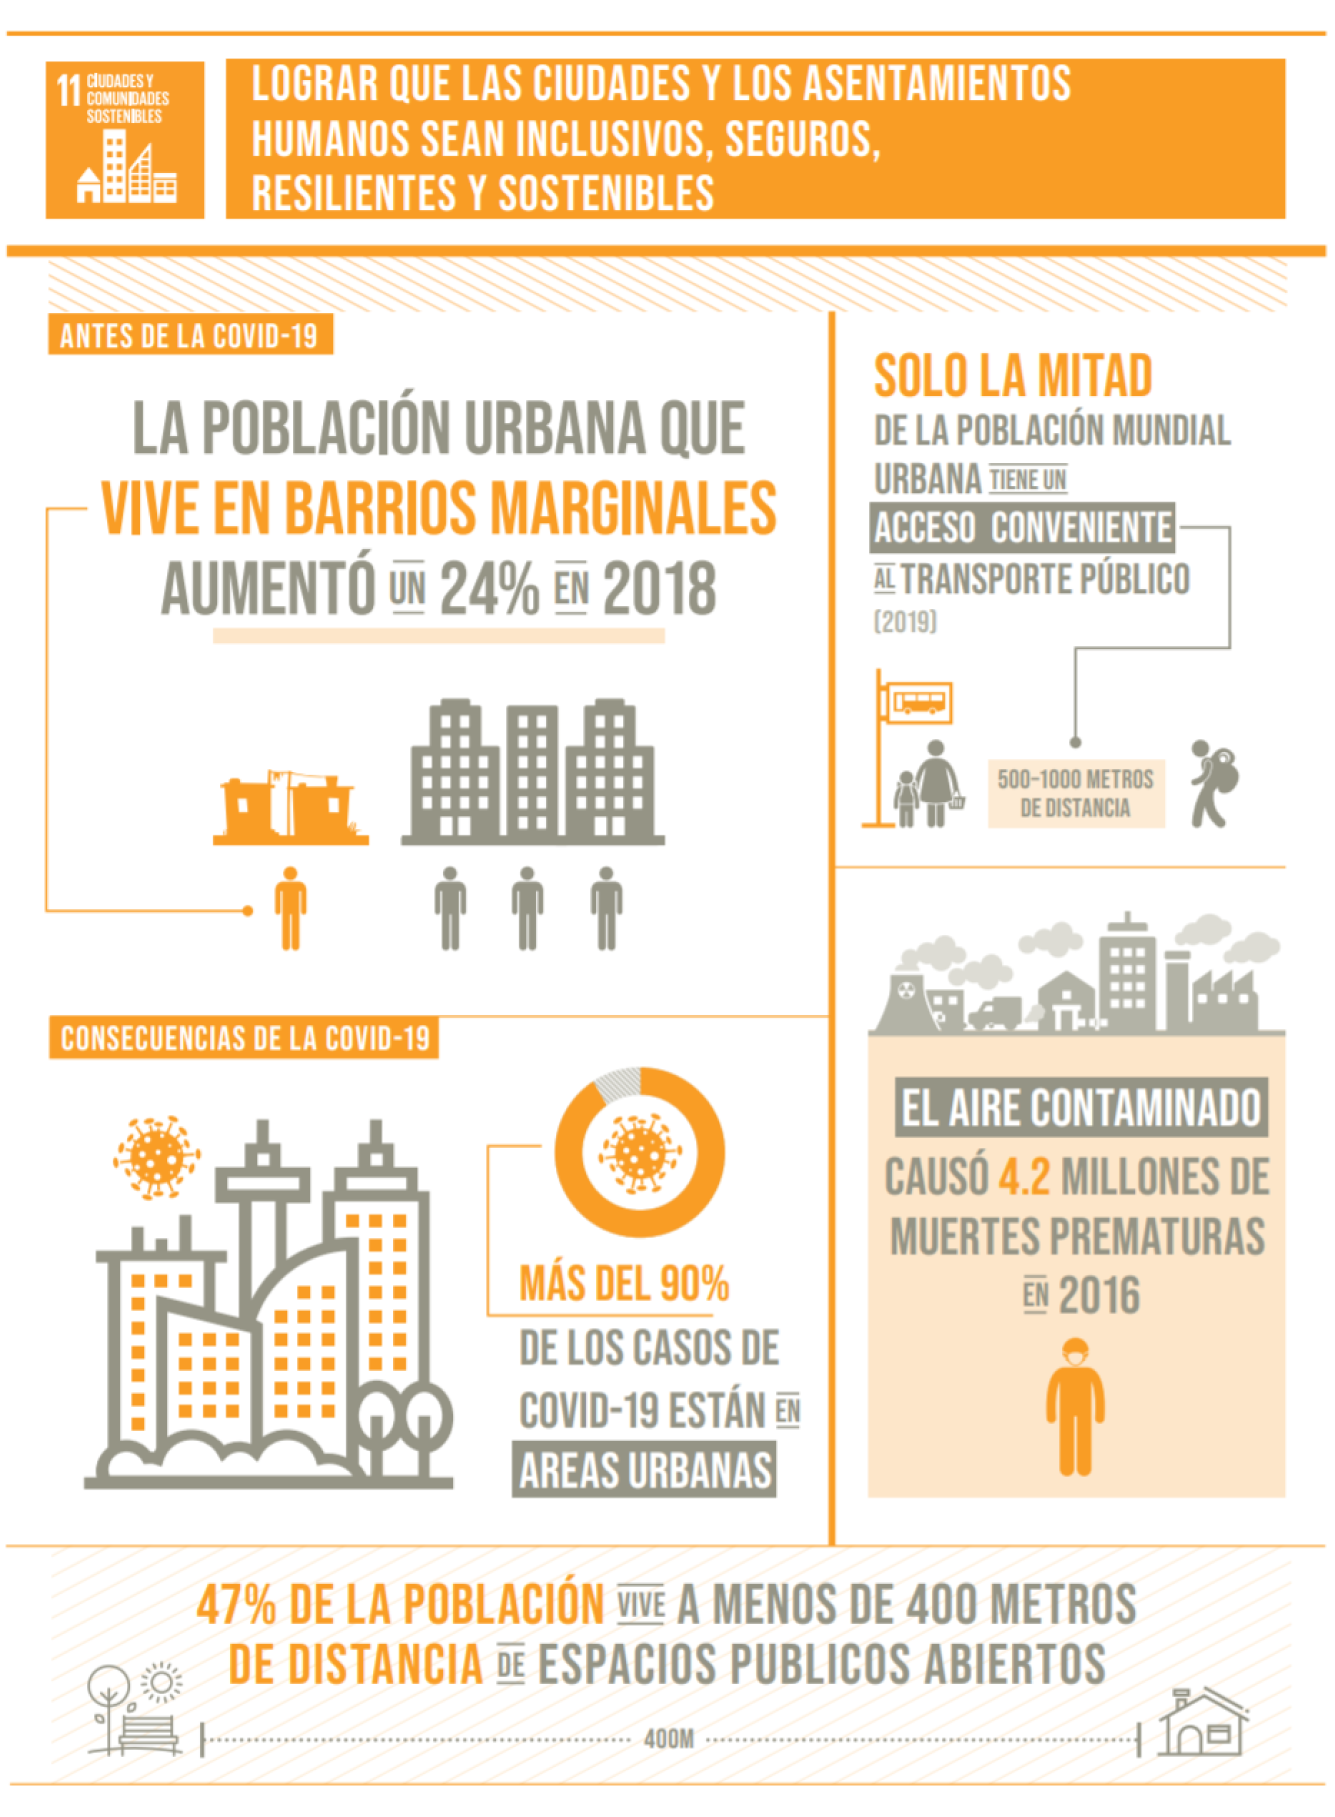 11 CIUDADES Y
COMUNIDADES
SOSTENIBLES
LOGRAR QUE LAS CIUDADES Y LOS ASENTAMIENTOS
HUMANOS SEAN INCLUSIVOS, SEGUROS,
RESILIENTES Y SOSTENIBLES
ANTES DE LA COVID-19
LA POBLACIÓN URBANA QUE
VIVE EN BARRIOS MARGINALES
AUMENTÓ UN 24% EN 2018
SOLO LA MITAD
DE LA POBLACIÓN MUNDIAL
URBANA TIENE UN
ACCESO CONVENIENTE
AL TRANSPORTE PÚBLICO
(2019)
500-1000 METROS
DE DISTANCIA
CONSECUENCIAS DE LA COVID-19
MÁS DEL 90%
DE LOS CASOS DE
COVID-19 ESTÁN EN
AREAS URBANAS
EL AIRE CONTAMINADO
CAUSÓ 4.2 MILLONES DE
MUERTES PREMATURAS
EN 2016
47% DE LA POBLACIÓN VIVE A MENOS DE 400 METROS
DE DISTANCIA DE ESPACIOS PUBLICOS ABIERTOS
400M